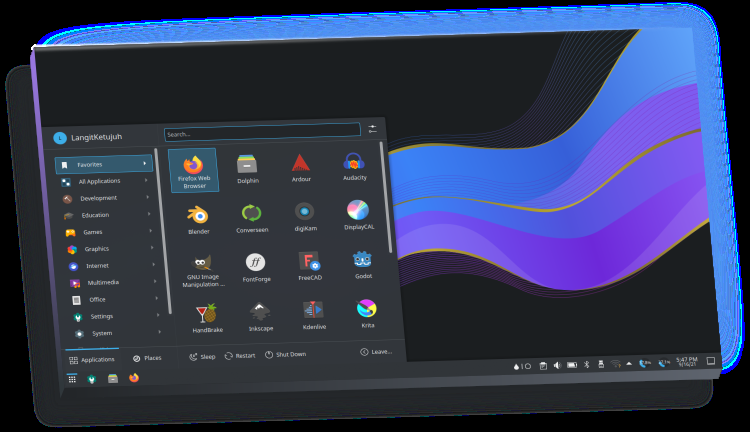 LangitKetujuh
Search...
Favorites
All Applications
Development
Education
Games
Graphics
Internet
Multimedia
Office
Settings
System
Firefox Web
Browser
Dolphin
Ardour
Audacity
Blender
Converseen
digiKam
DisplayCAL
GNU Image
Manipulation ...
FontForge
FreeCAD
Godot
HandBrake
Inkscape
Kdenlive
Krita
Applications
Places
Sleep
Restart
Shut Down
Leave...
5:47 PM